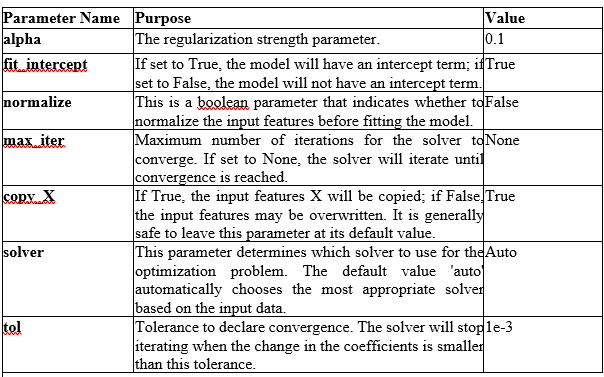 Parameter Name Purpose Value
alpha The regularization strength parameter. 0.1
fit_intercept If set to True, the model will have an intercept term; if True
set to False, the model will not have an intercept term.
normalize This is a boolean parameter that indicates whether to False
normalize the input features before fitting the model.
max_iter Maximum number of iterations for the solver to None
converge. If set to None, the solver will iterate until
convergence is reached.
copy_X If True, the input features X will be copied; if False, True
the input features may be overwritten. It is generally
safe to leave this parameter at its default value.
solver This parameter determines which solver to use for the Auto
optimization problem. The default value 'auto'
automatically chooses the most appropriate solver
based on the input data.
tol Tolerance to declare convergence. The solver will stop 1e-3
iterating when the change in the coefficients is smaller
than this tolerance.